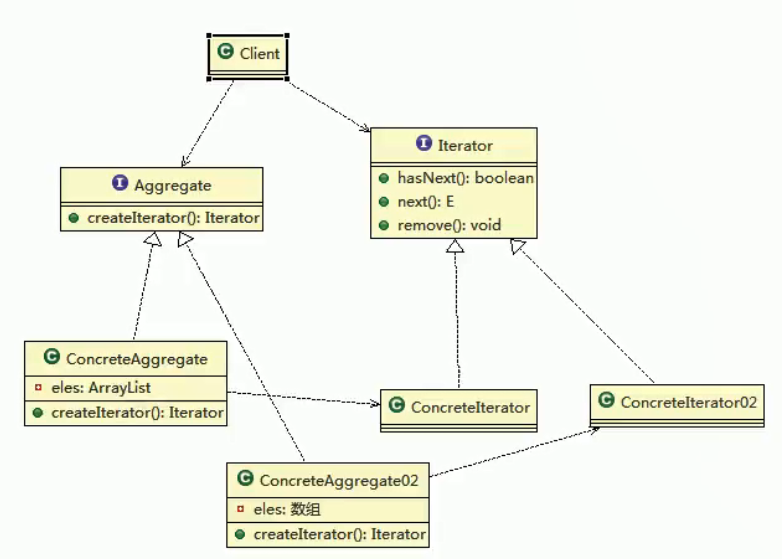 Client
Iterator
hasNext(): boolean
next(): E
remove(): void
Aggregate
createIterator(): Iterator
ConcreteAggregate
eles: ArrayList
createIterator(): Iterator
ConcreteIterator
ConcreteIterator02
ConcreteAggregate02
eles: 数组
createIterator(): Iterator